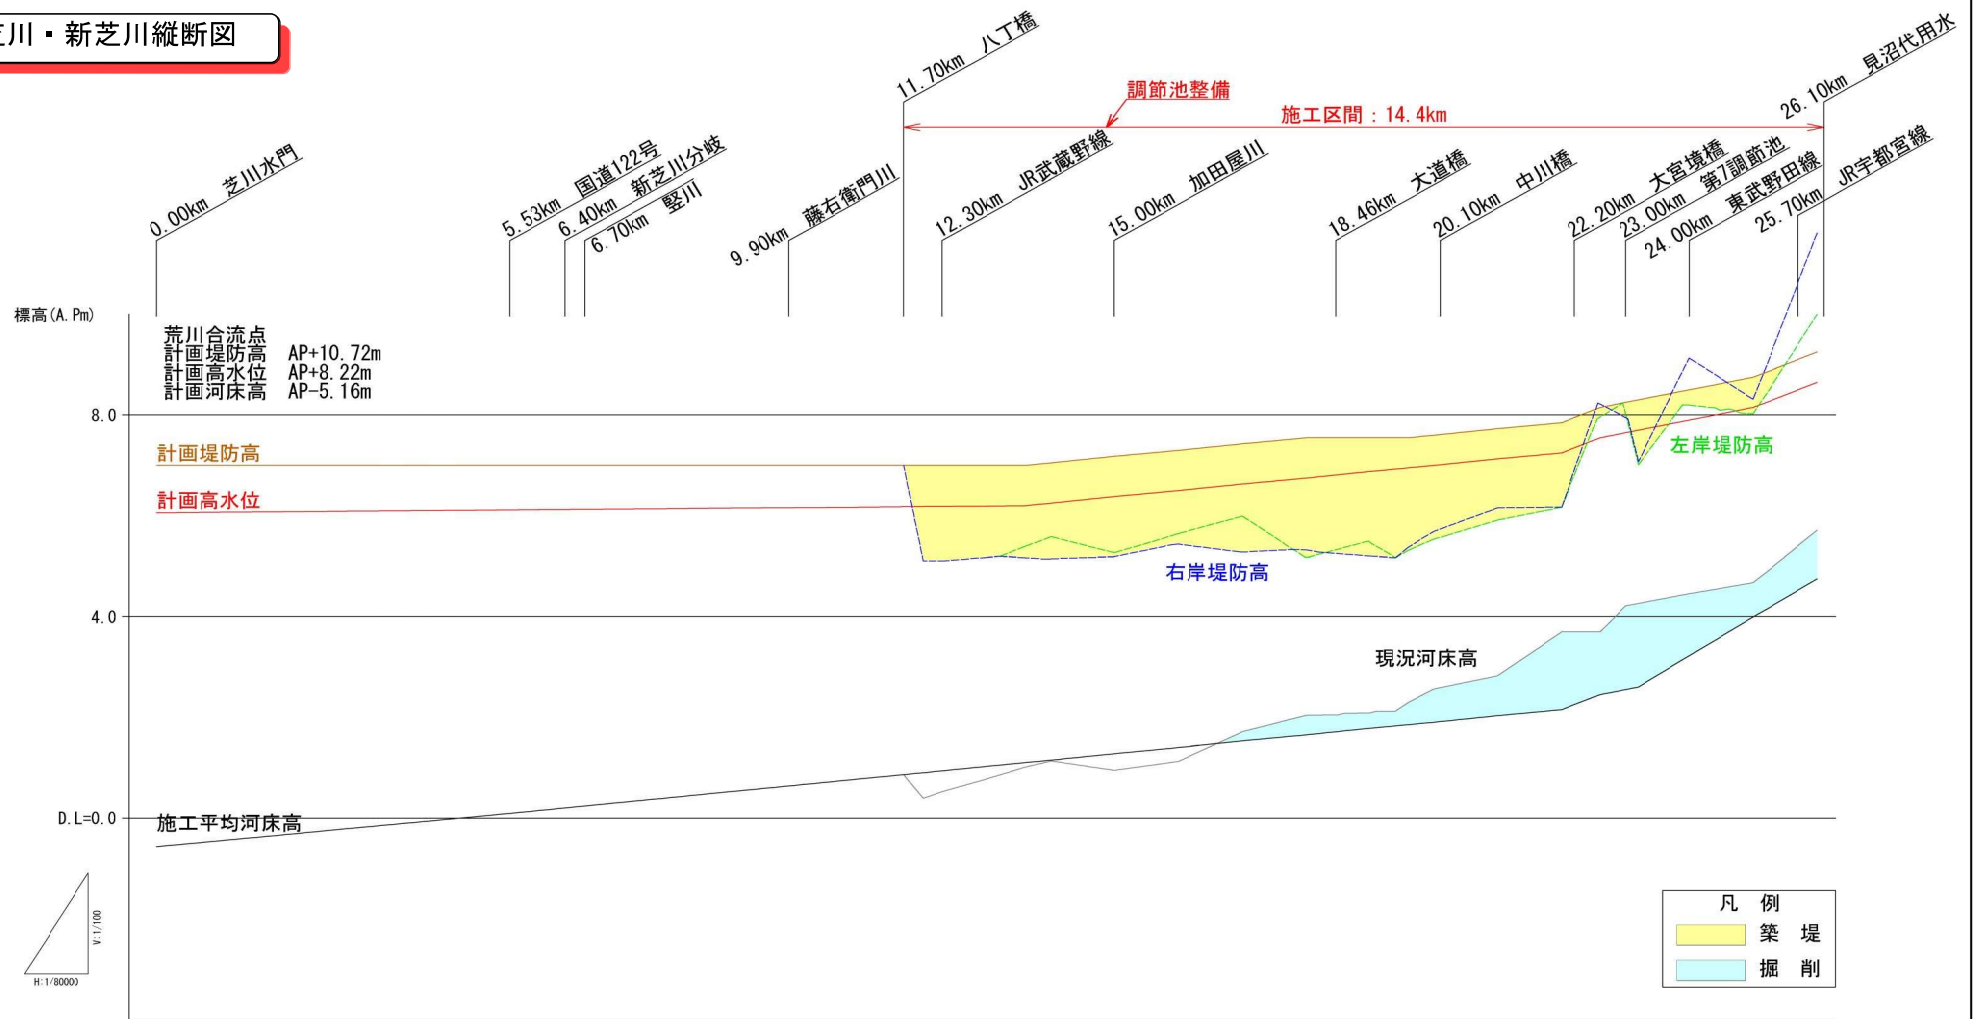 川・新芝川縦断図
0.00km 芝川水門
5.53km 国道122号
6.40km 新芝川分岐
6.70km 竪川
9.90km 藤右衛門川
11.70km 八丁橋
12.30km JR武蔵野線
15.00km 加田屋川
18.46km 大道橋
20.10km 中川橋
22.20km 大宮境橋
23.00km 第7調節池
24.00km 東武野田線
25.70km JR宇都宮線
26.10km 見沼代用水
調節池整備
施工区間：14.4km
標高(A.Pm)
荒川合流点
計画堤防高 AP+10.72m
計画高水位 AP+8.22m
計画河床高 AP-5.16m
8.0
計画堤防高
計画高水位
左岸堤防高
右岸堤防高
4.0
現況河床高
D.L=0.0
施工平均河床高
V:1/100
H:1/80000
凡 例
築 堤
掘 削